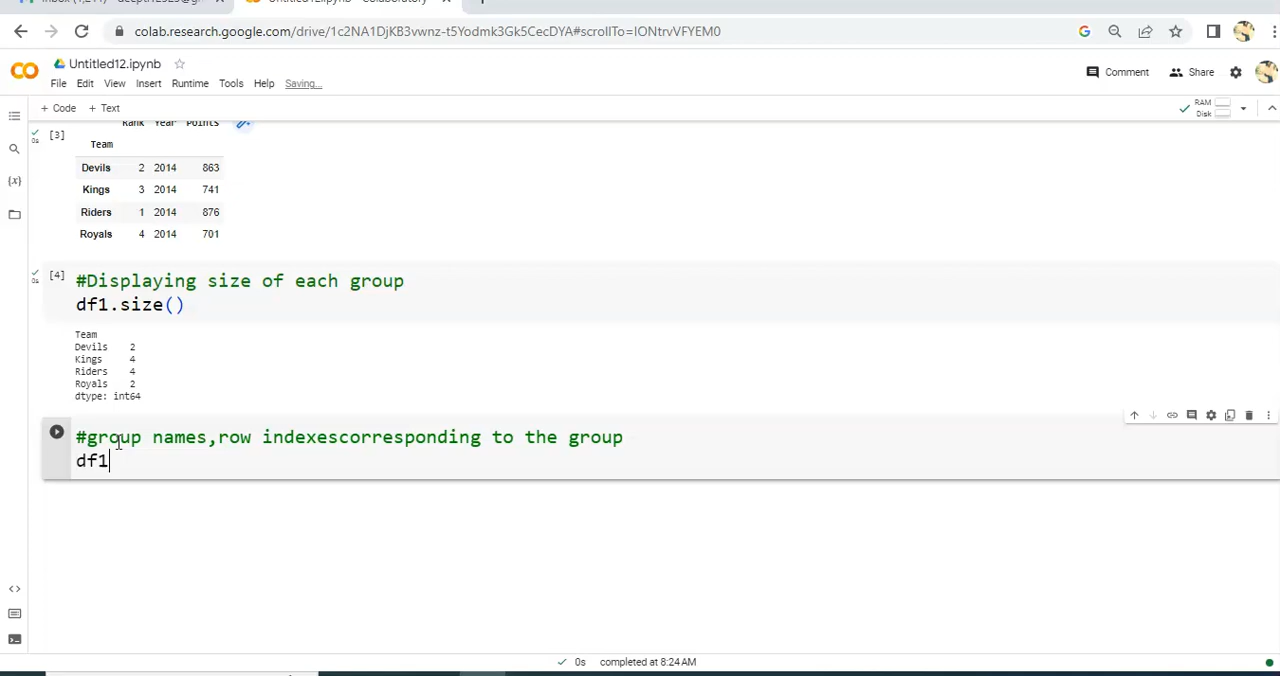 colab.research.google.com/drive/1c2NA1DjKB3vwnz-t5Yodmk3Gk5CecDYA#scrollTo=IONtrvVFYEM0
Untitled12.ipynb
File Edit View Insert Runtime Tools Help Saving...
Comment Share
+ Code + Text
RAM
Disk
[3]
Rank Year Points
Team
Devils 2 2014 863
Kings 3 2014 741
Riders 1 2014 876
Royals 4 2014 701
[4]
0s
#Displaying size of each group
df1.size()
Team
Devils 2
Kings 4
Riders 4
Royals 2
dtype: int64
#group names,row indexescorresponding to the group
df1
0s completed at 8:24 AM